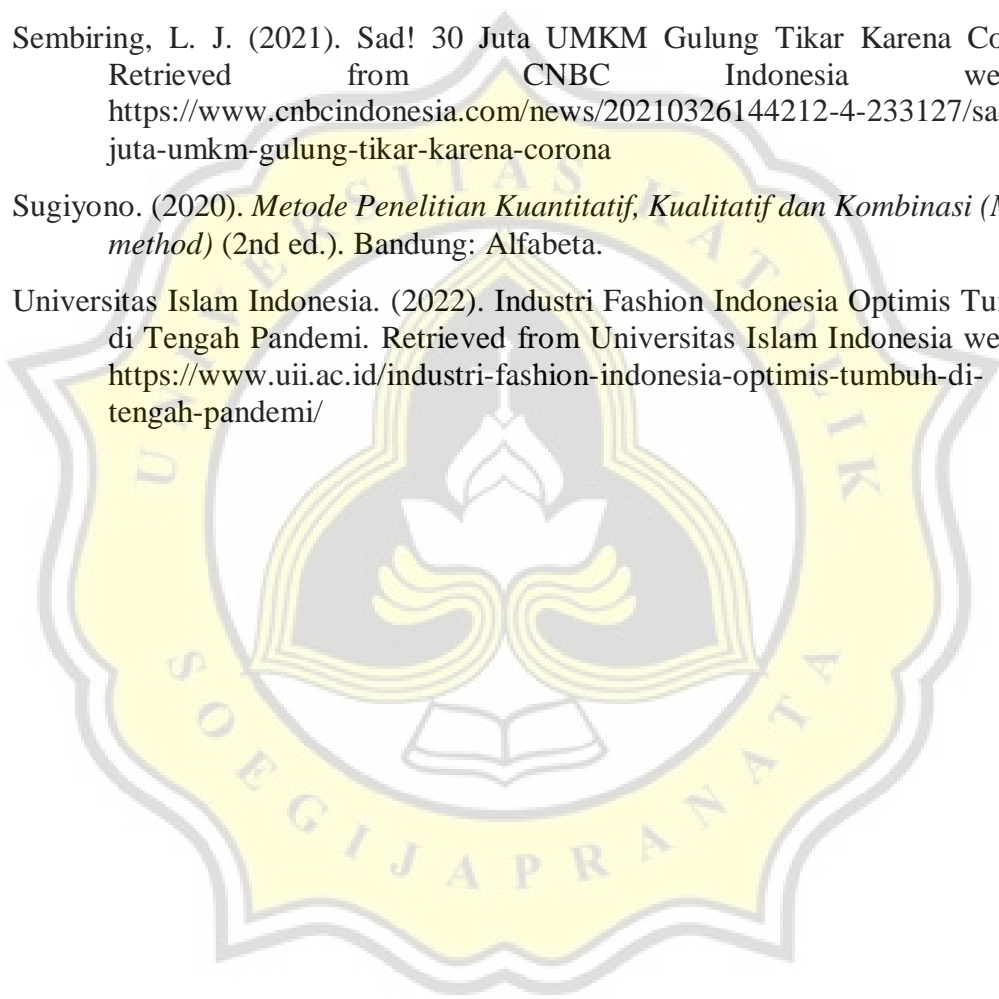 Sembiring, L. J. (2021). Sad! 30 Juta UMKM Gulung Tikar Karena Co
Retrieved from CNBC Indonesia we
https://www.cnbcindonesia.com/news/20210326144212-4-233127/sa
juta-umkm-gulung-tikar-karena-corona
Sugiyono. (2020). Metode Penelitian Kuantitatif, Kualitatif dan Kombinasi (M
method) (2nd ed.). Bandung: Alfabeta.
Universitas Islam Indonesia. (2022). Industri Fashion Indonesia Optimis Tu
di Tengah Pandemi. Retrieved from Universitas Islam Indonesia we
https://www.uii.ac.id/industri-fashion-indonesia-optimis-tumbuh-di-
tengah-pandemi/
UNIVERSITAS KATOLIK
SOEGIJAPRANATA